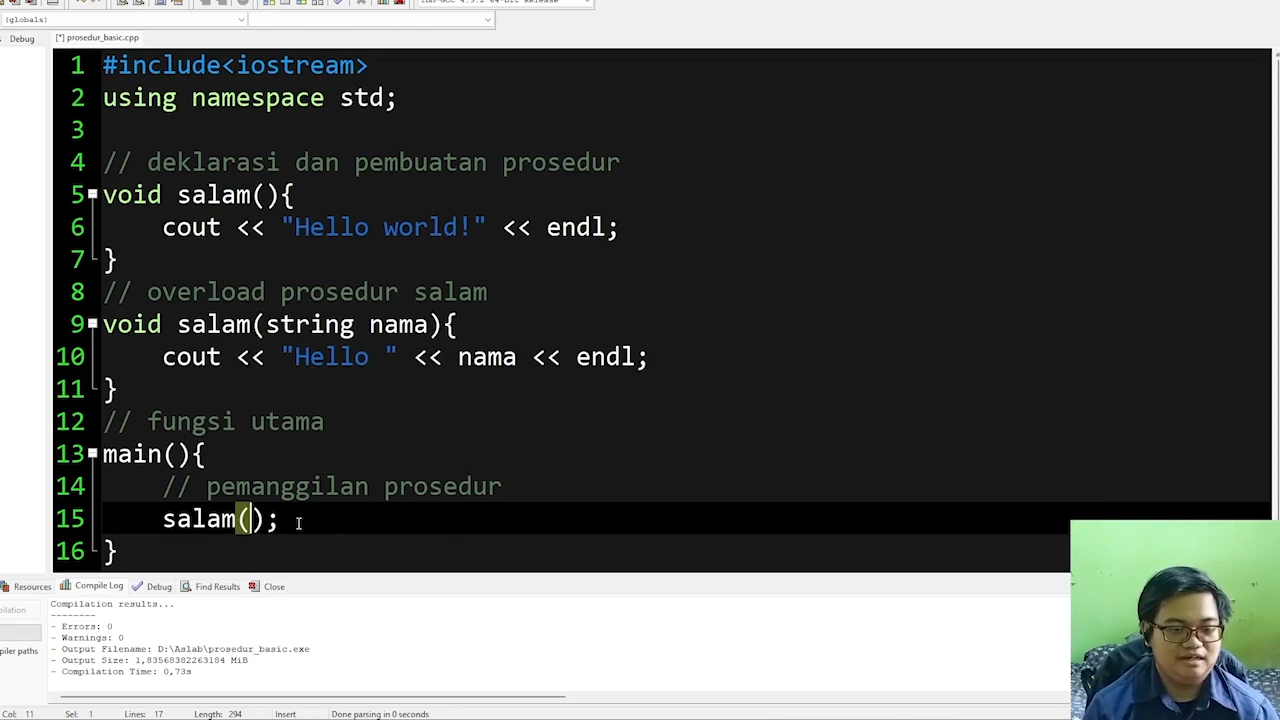 (globals)
Debug
[*] prosedur_basic.cpp
1 #include<iostream>
2 using namespace std;
3
4 // deklarasi dan pembuatan prosedur
5 void salam(){
6 cout << "Hello world!" << endl;
7 }
8 // overload prosedur salam
9 void salam(string nama){
10 cout << "Hello " << nama << endl;
11 }
12 // fungsi utama
13 main(){
14 // pemanggilan prosedur
15 salam();
16 }
Resources Compile Log Debug Find Results Close
Compilation results...
--------
- Errors: 0
- Warnings: 0
- Output Filename: D:\Aslab\prosedur_basic.exe
- Output Size: 1,83568382263184 MiB
- Compilation Time: 0,73s
Col: 11 Sel: 1 Lines: 17 Length: 294 Insert Done parsing in 0 seconds